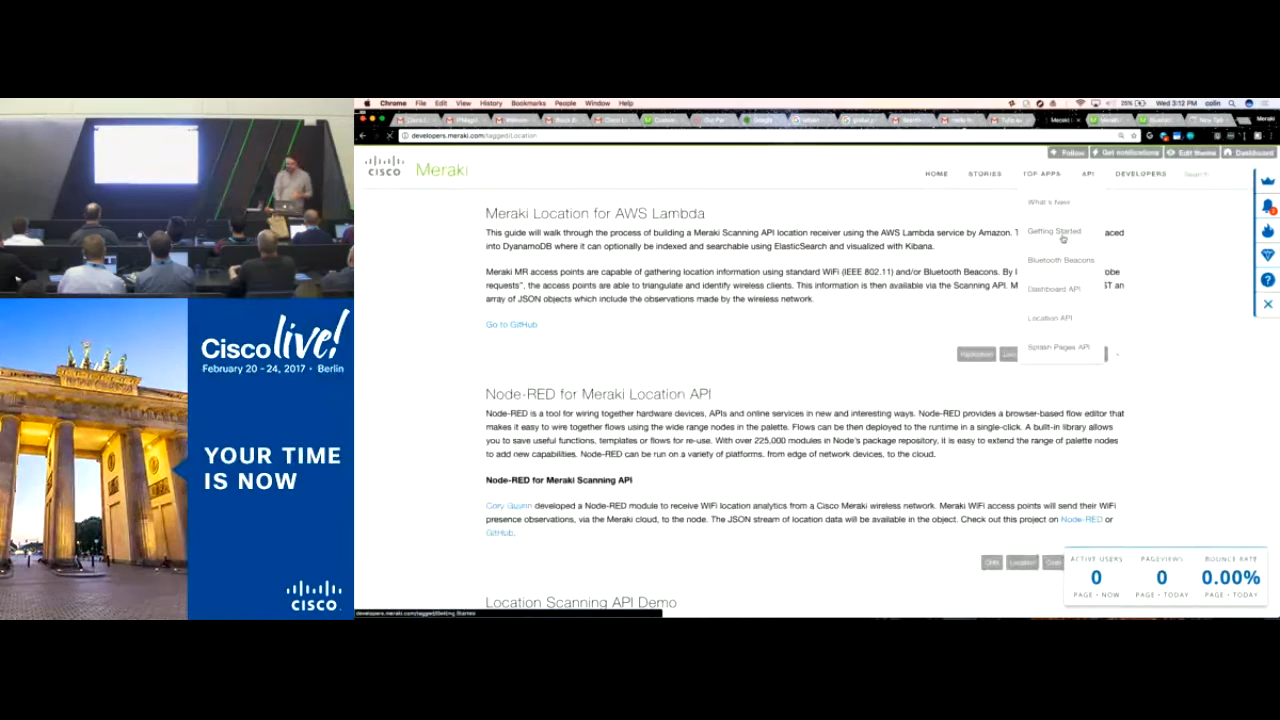 Cisco live!
February 20 - 24, 2017 • Berlin
YOUR TIME
IS NOW
CISCO
Chrome File Edit View History Bookmarks People Window Help
Wed 3:12 PM colin
developers.meraki.com/tagged/Location
Follow Get notifications Edit theme Dashboard
CISCO Meraki
HOME STORIES TOP APPS API DEVELOPERS Search
What's New
Getting Started
Bluetooth Beacons
Dashboard API
Location API
Splash Pages API
Meraki Location for AWS Lambda
This guide will walk through the process of building a Meraki Scanning API location receiver using the AWS Lambda service by Amazon.
into DyanamoDB where it can optionally be indexed and searchable using ElasticSearch and visualized with Kibana.
Meraki MR access points are capable of gathering location information using standard WiFi (IEEE 802.11) and/or Bluetooth Beacons.
requests", the access points are able to triangulate and identify wireless clients. This information is then available via the Scanning API.
array of JSON objects which include the observations made by the wireless network.
Go to GitHub
Node-RED for Meraki Location API
Node-RED is a tool for wiring together hardware devices, APIs and online services in new and interesting ways. Node-RED provides a browser-based flow editor that
makes it easy to wire together flows using the wide range nodes in the palette. Flows can be then deployed to the runtime in a single-click. A built-in library allows
you to save useful functions, templates or flows for re-use. With over 225,000 modules in Node's package repository, it is easy to extend the range of palette nodes
to add new capabilities. Node-RED can be run on a variety of platforms, from edge of network devices, to the cloud.
Node-RED for Meraki Scanning API
developed a Node-RED module to receive WiFi location analytics from a Cisco Meraki wireless network. Meraki WiFi access points will send their WiFi
presence observations, via the Meraki cloud, to the node. The JSON stream of location data will be available in the object. Check out this project on Node-RED or
GitHub.
CMX Location
Location Scanning API Demo
ACTIVE USERS PAGEVIEWS BOUNCE RATE
0 0 0.00%
PAGE • NOW PAGE • TODAY PAGE • TODAY